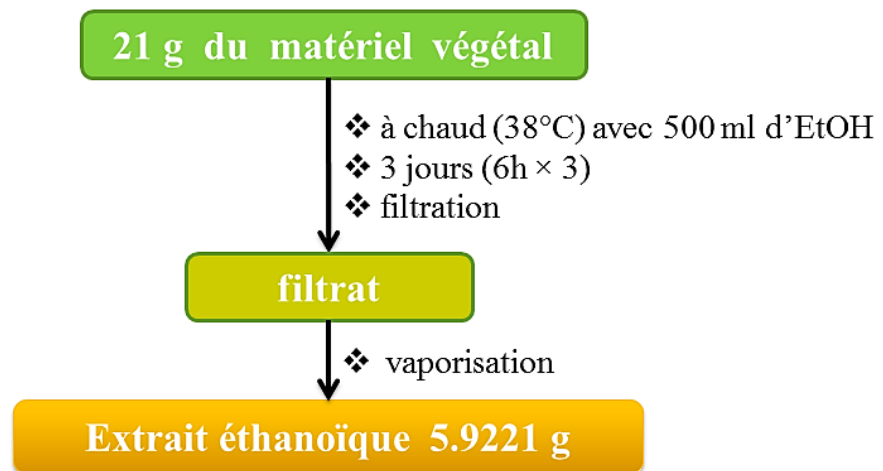 21 g du matériel végétal
❖ à chaud (38°C) avec 500 ml d’EtOH
❖ 3 jours (6h × 3)
❖ filtration
filtrat
❖ vaporisation
Extrait éthanoïque 5.9221 g